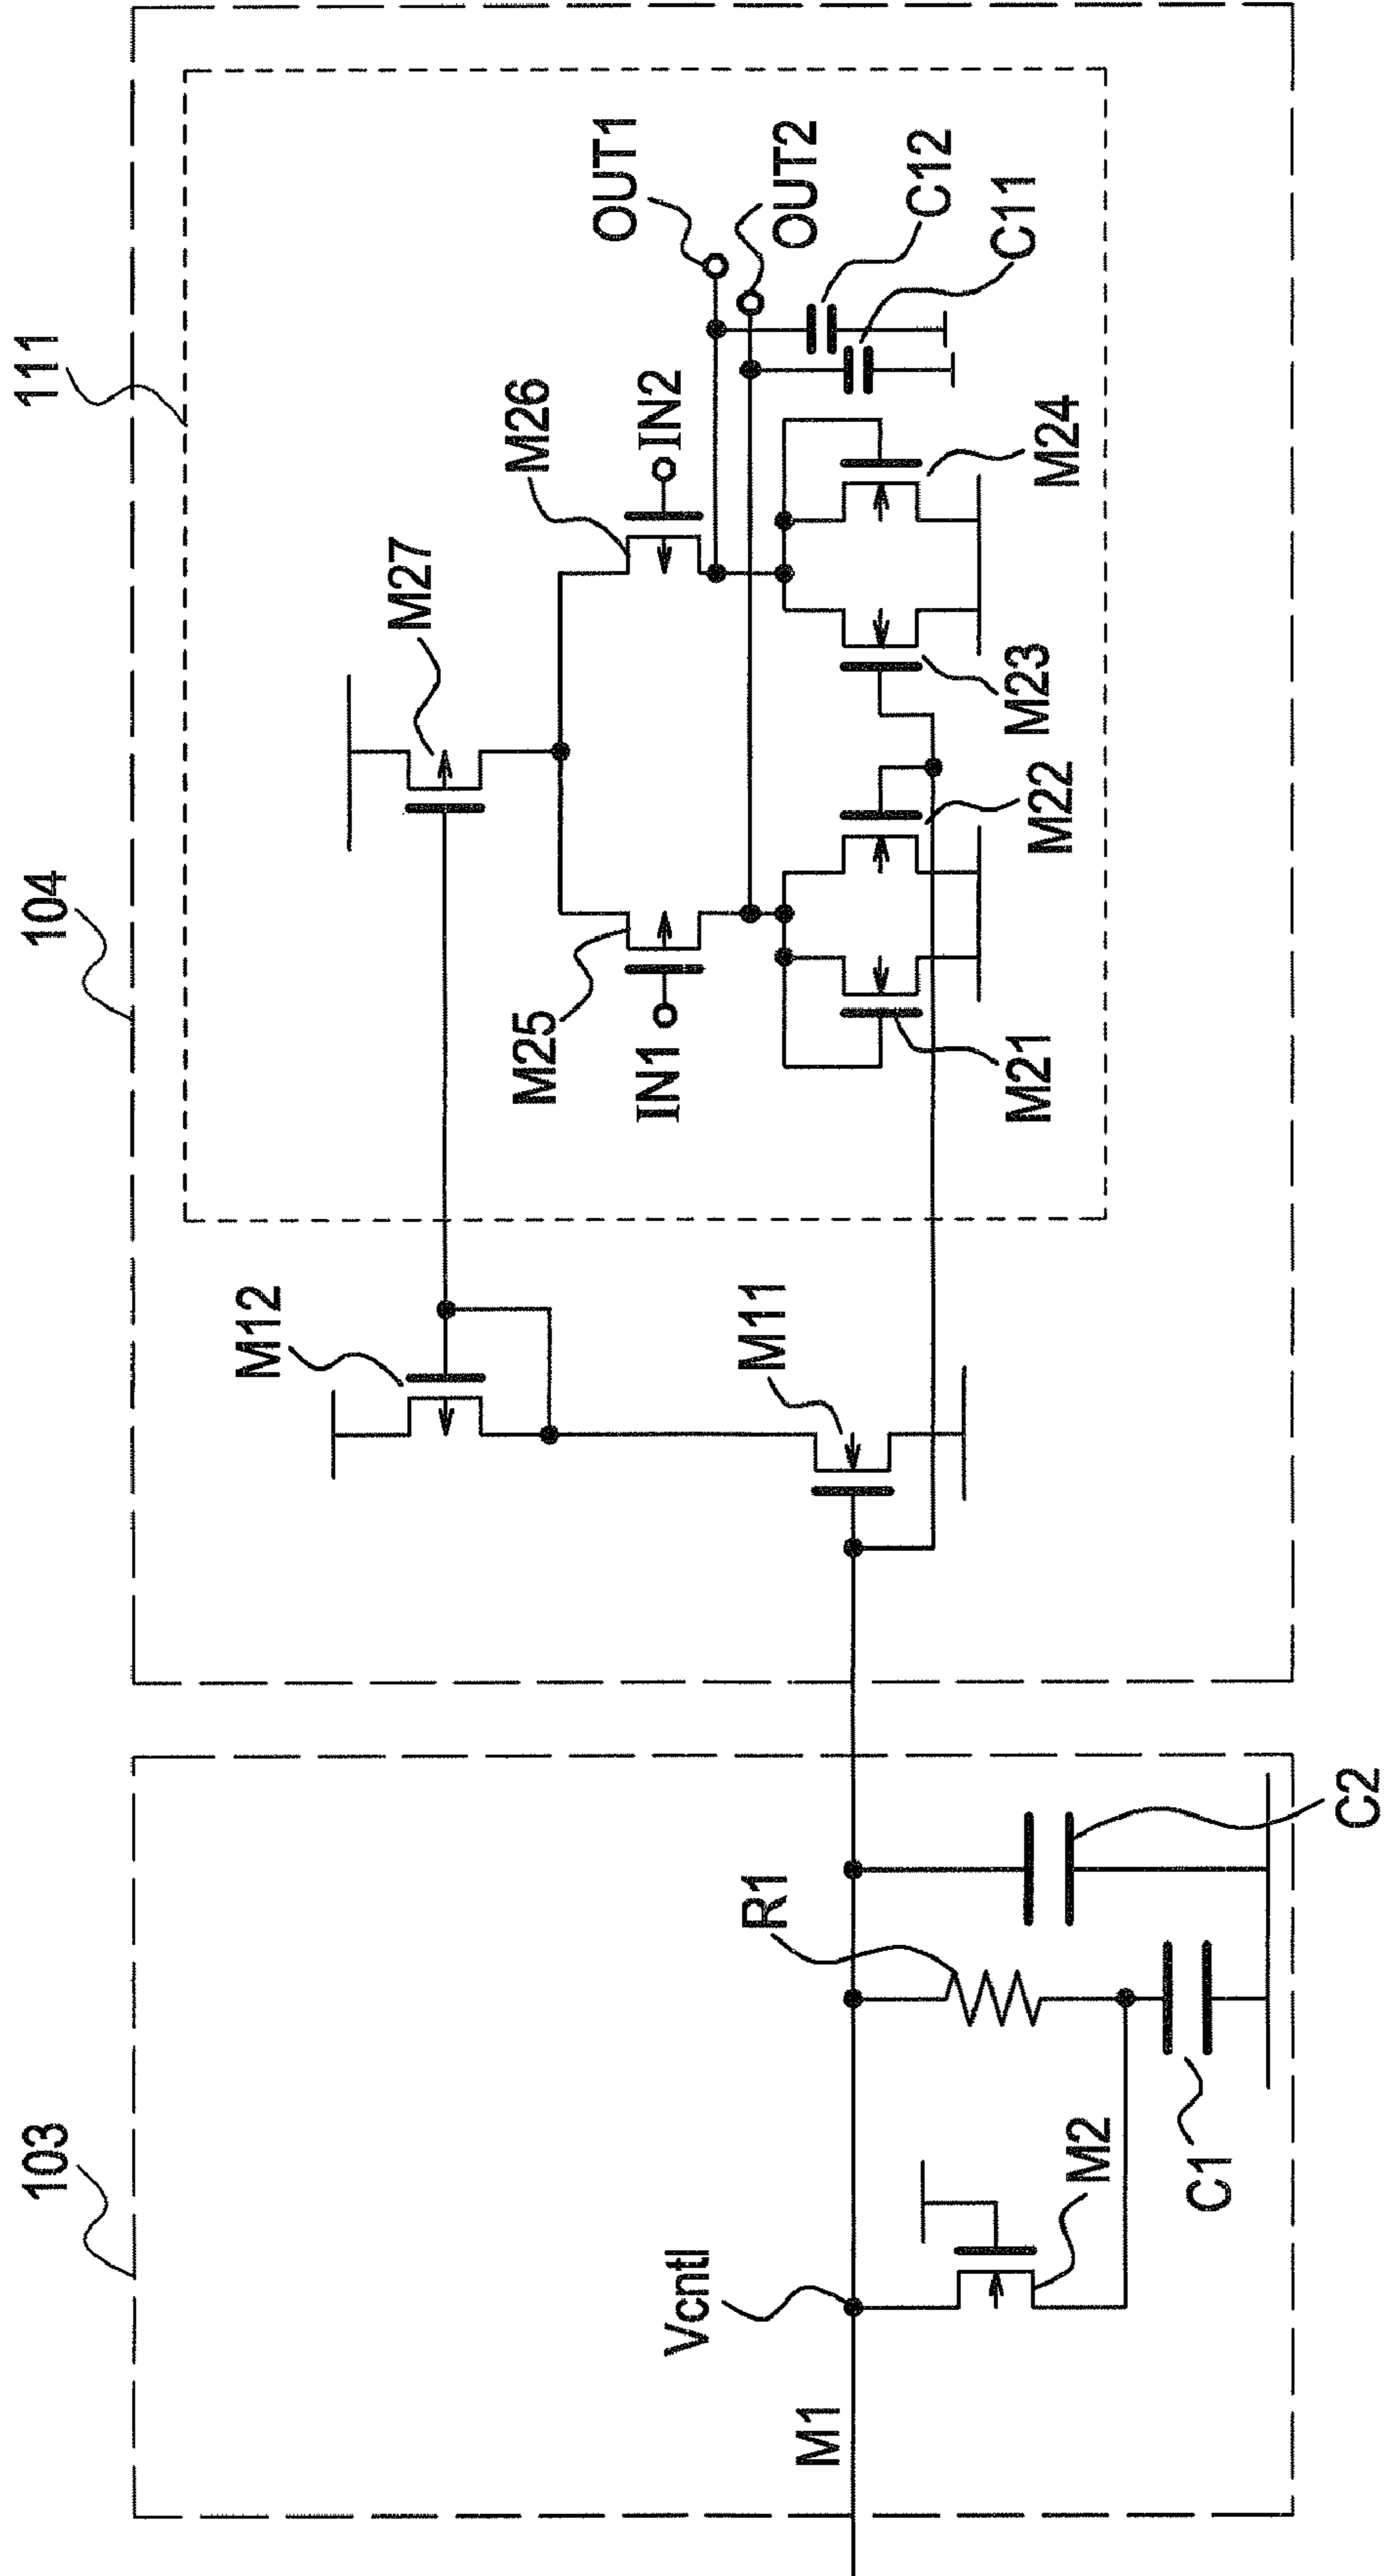 103
104
111
M12
M27
M26
OUT1
M25
IN1
IN2
OUT2
C12
C11
Vcntl
M1
R1
M11
M21
M22
M23
M24
M2
C1
C2